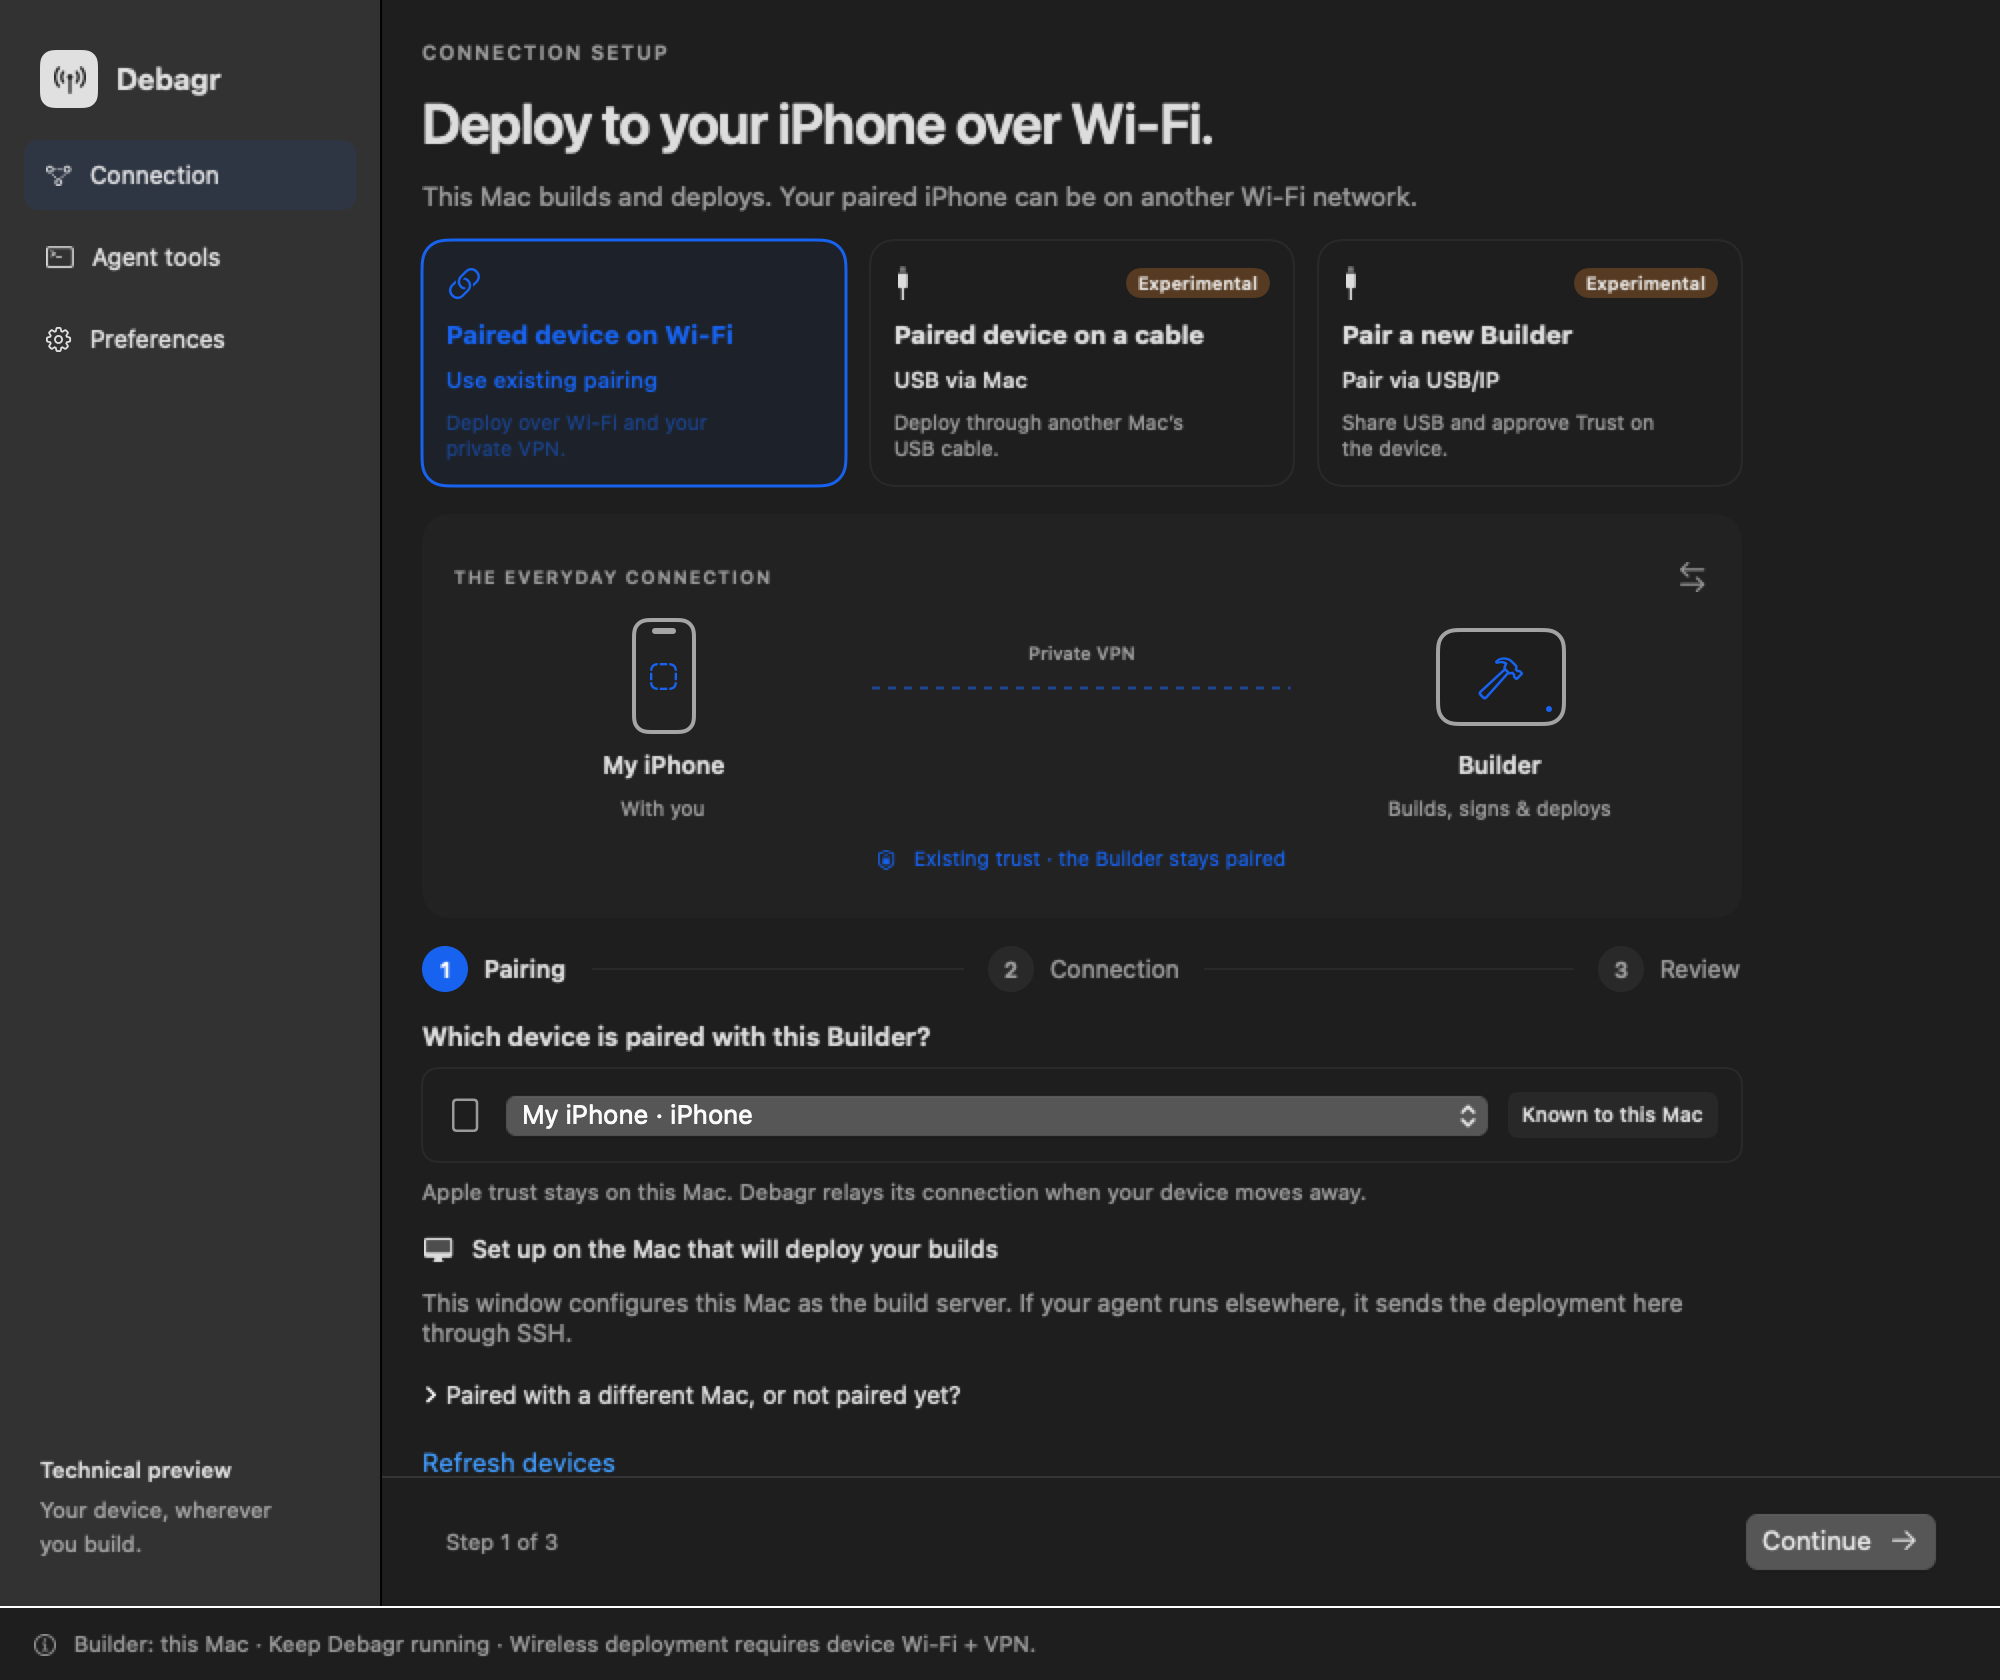 Debagr
Connection
Agent tools
Preferences
Technical preview
Your device, wherever
you build.
CONNECTION SETUP
Deploy to your iPhone over Wi-Fi.
This Mac builds and deploys. Your paired iPhone can be on another Wi-Fi network.
Paired device on Wi-Fi
Use existing pairing
Deploy over Wi-Fi and your
private VPN.
Experimental
Paired device on a cable
USB via Mac
Deploy through another Mac's
USB cable.
Experimental
Pair a new Builder
Pair via USB/IP
Share USB and approve Trust on
the device.
THE EVERYDAY CONNECTION
Private VPN
My iPhone
With you
Builder
Builds, signs & deploys
Existing trust · the Builder stays paired
1 Pairing
2 Connection
3 Review
Which device is paired with this Builder?
My iPhone · iPhone
Known to this Mac
Apple trust stays on this Mac. Debagr relays its connection when your device moves away.
Set up on the Mac that will deploy your builds
This window configures this Mac as the build server. If your agent runs elsewhere, it sends the deployment here
through SSH.
Paired with a different Mac, or not paired yet?
Refresh devices
Step 1 of 3
Continue
Builder: this Mac · Keep Debagr running · Wireless deployment requires device Wi-Fi + VPN.